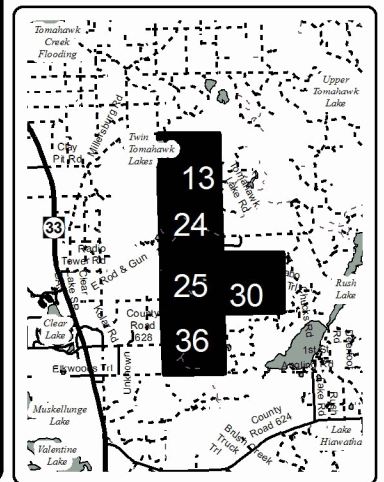 Tomahawk
Creek
Flooding
Upper
Tomahawk
Lake
Millersburg Rd
Clay
Pit Rd
Twin
Tomahawk
Lakes
13
Tomahawk
Lake Rd
33
24
Radio
Tower Rd
E Rod & Gun
Clear
Lake
25
30
Rush
Lake
County
Road
628
Clear
Lake
36
Elkwoods Trl
Unknown
Muskellunge
Lake
County
Road 624
Brush Creek
Truck
Trl
Lake
Hiawatha
Valentine
Lake